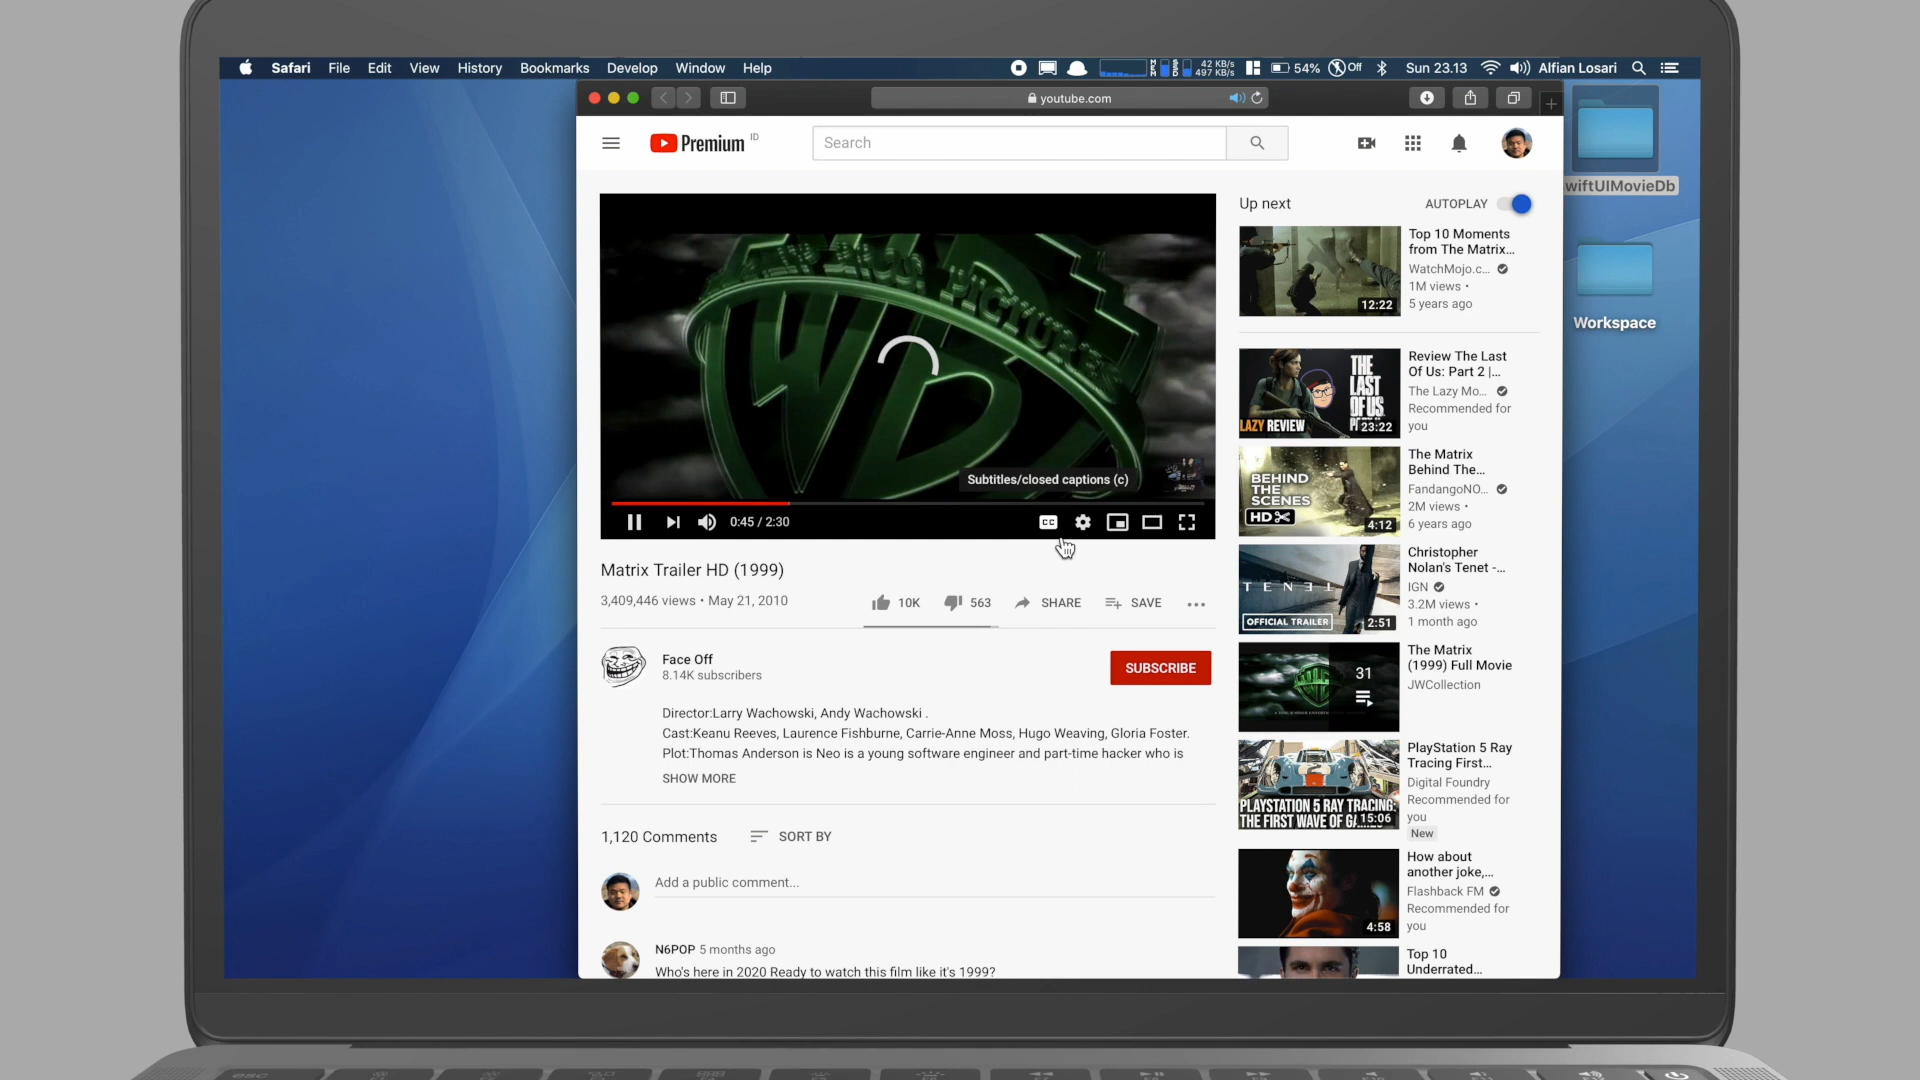 Safari File Edit View History Bookmarks Develop Window Help
42 KB/s
497 KB/s
54% Off Sun 23.13 Alfian Losari
youtube.com
Premium ID
Search
wiftUIMovieDb
Workspace
WARNER BROS PICTURES
Subtitles/closed captions (c)
CC
0:45 / 2:30
Matrix Trailer HD (1999)
3,409,446 views • May 21, 2010
10K 563 SHARE SAVE
Face Off
8.14K subscribers
SUBSCRIBE
Director:Larry Wachowski, Andy Wachowski .
Cast:Keanu Reeves, Laurence Fishburne, Carrie-Anne Moss, Hugo Weaving, Gloria Foster.
Plot:Thomas Anderson is Neo is a young software engineer and part-time hacker who is
SHOW MORE
1,120 Comments SORT BY
Add a public comment...
N6POP 5 months ago
Who's here in 2020 Ready to watch this film like it's 1999?
Up next AUTOPLAY
12:22
Top 10 Moments
from The Matrix...
WatchMojo.c...
1M views •
5 years ago
THE
LAST
OF US
LAZY REVIEW
23:22
Review The Last
Of Us: Part 2 |...
The Lazy Mo...
Recommended for
you
BEHIND
THE
SCENES
HD
4:12
The Matrix
Behind The...
FandangoNO...
2M views •
6 years ago
TENET
OFFICIAL TRAILER
2:51
Christopher
Nolan's Tenet -...
IGN
3.2M views •
1 month ago
31
The Matrix
(1999) Full Movie
JWCollection
PLAYSTATION 5 RAY TRACING:
THE FIRST WAVE OF
15:06
PlayStation 5 Ray
Tracing First...
Digital Foundry
Recommended for
you
New
4:58
How about
another joke,...
Flashback FM
Recommended for
you
Top 10
Underrated...
esc